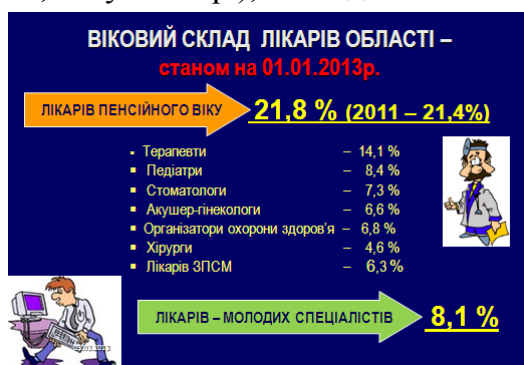 ВІКОВИЙ СКЛАД ЛІКАРІВ ОБЛАСТІ –
станом на 01.01.2013р.
ЛІКАРІВ ПЕНСІЙНОГО ВІКУ 21,8 % (2011 – 21,4%)
▪ Терапевти – 14,1 %
▪ Педіатри – 8,4 %
▪ Стоматологи – 7,3 %
▪ Акушер-гінекологи – 6,6 %
▪ Організатори охорони здоров'я – 6,8 %
▪ Хірурги – 4,6 %
▪ Лікарів ЗПСМ – 6,3 %
ЛІКАРІВ – МОЛОДИХ СПЕЦІАЛІСТІВ 8,1 %